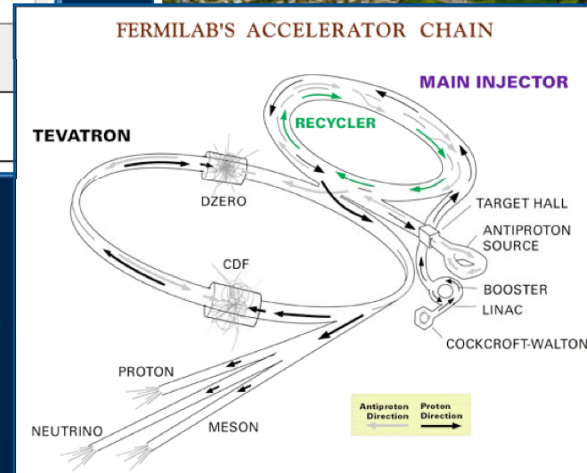 FERMILAB'S ACCELERATOR CHAIN
MAIN INJECTOR
RECYCLER
TEVATRON
DZERO
TARGET HALL
ANTIPROTON
SOURCE
CDF
BOOSTER
LINAC
COCKCROFT-WALTON
PROTON
Antiproton Proton
Direction Direction
NEUTRINO
MESON